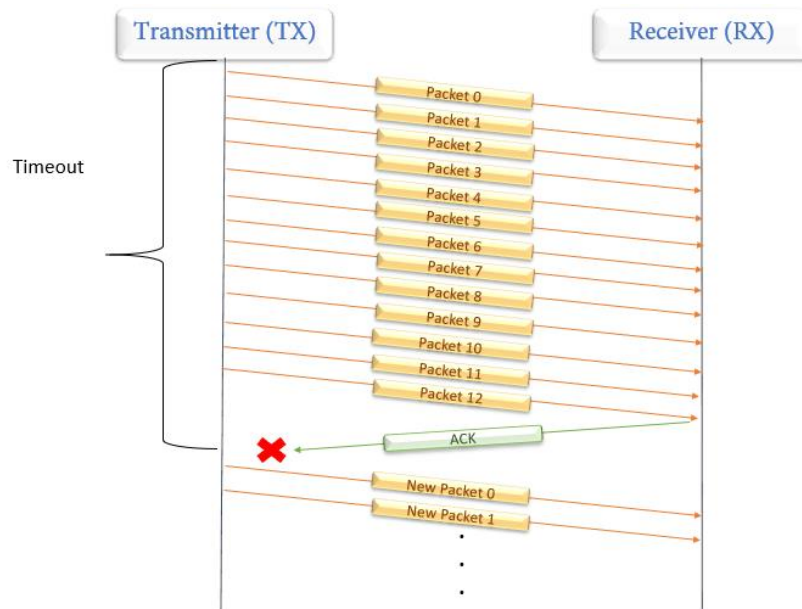 Transmitter (TX)
Receiver (RX)
Packet 0
Packet 1
Packet 2
Timeout
Packet 3
Packet 4
Packet 5
Packet 6
Packet 7
Packet 8
Packet 9
Packet 10
Packet 11
Packet 12
ACK
New Packet 0
New Packet 1